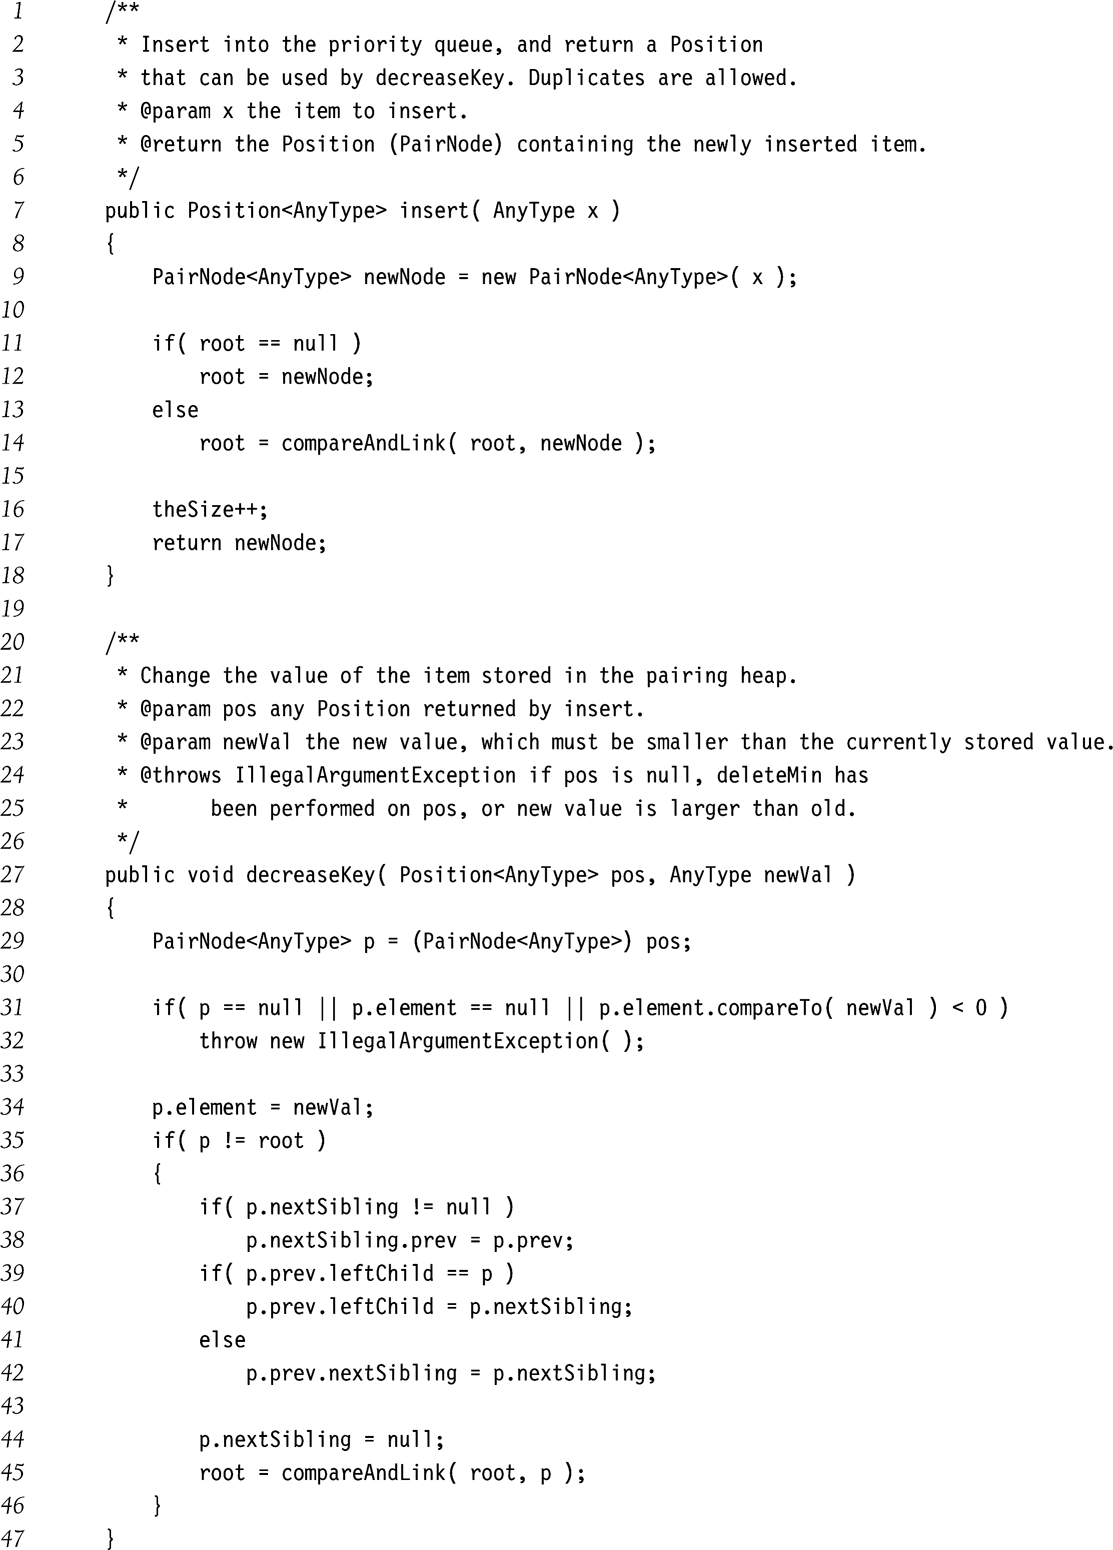 1 /**
2 * Insert into the priority queue, and return a Position
3 * that can be used by decreaseKey. Duplicates are allowed.
4 * @param x the item to insert.
5 * @return the Position (PairNode) containing the newly inserted item.
6 */
7 public Position<AnyType> insert( AnyType x )
8 {
9 PairNode<AnyType> newNode = new PairNode<AnyType>( x );
10
11 if( root == null )
12 root = newNode;
13 else
14 root = compareAndLink( root, newNode );
15
16 theSize++;
17 return newNode;
18 }
19
20 /**
21 * Change the value of the item stored in the pairing heap.
22 * @param pos any Position returned by insert.
23 * @param newVal the new value, which must be smaller than the currently stored value.
24 * @throws IllegalArgumentException if pos is null, deleteMin has
25 * been performed on pos, or new value is larger than old.
26 */
27 public void decreaseKey( Position<AnyType> pos, AnyType newVal )
28 {
29 PairNode<AnyType> p = (PairNode<AnyType>) pos;
30
31 if( p == null || p.element == null || p.element.compareTo( newVal ) < 0 )
32 throw new IllegalArgumentException( );
33
34 p.element = newVal;
35 if( p != root )
36 {
37 if( p.nextSibling != null )
38 p.nextSibling.prev = p.prev;
39 if( p.prev.leftChild == p )
40 p.prev.leftChild = p.nextSibling;
41 else
42 p.prev.nextSibling = p.nextSibling;
43
44 p.nextSibling = null;
45 root = compareAndLink( root, p );
46 }
47 }